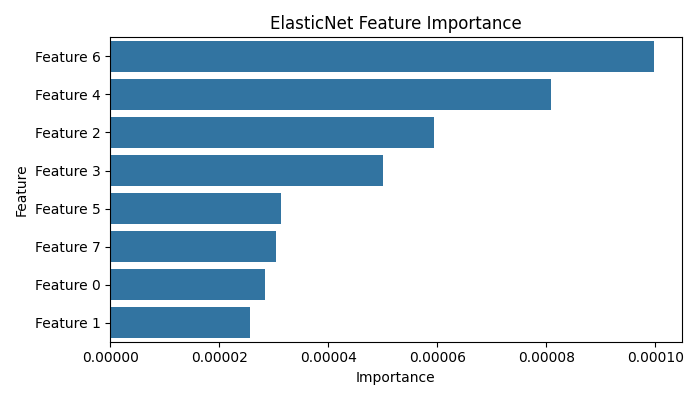 ElasticNet Feature Importance
Feature 6
Feature 4
Feature 2
Feature 3
Feature 5
Feature 7
Feature 0
Feature 1
Feature
0.00000 0.00002 0.00004 0.00006 0.00008 0.00010
Importance